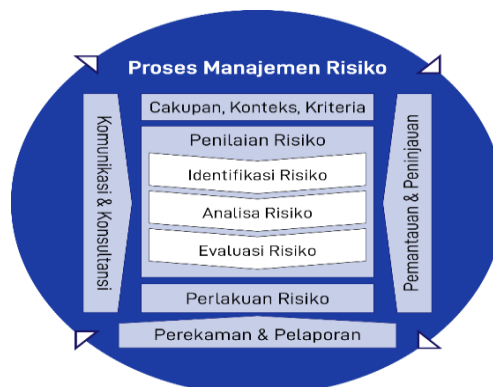 Proses Manajemen Risiko
Cakupan, Konteks, Kriteria
Komunikasi & Konsultansi
Penilaian Risiko
Identifikasi Risiko
Analisa Risiko
Evaluasi Risiko
Pemantauan & Peninjauan
Perlakuan Risiko
Perekaman & Pelaporan